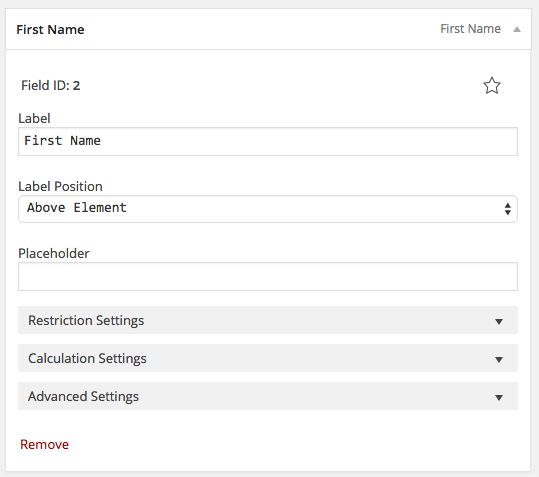 First Name First Name
Field ID: 2
Label
First Name
Label Position
Above Element
Placeholder
Restriction Settings
Calculation Settings
Advanced Settings
Remove